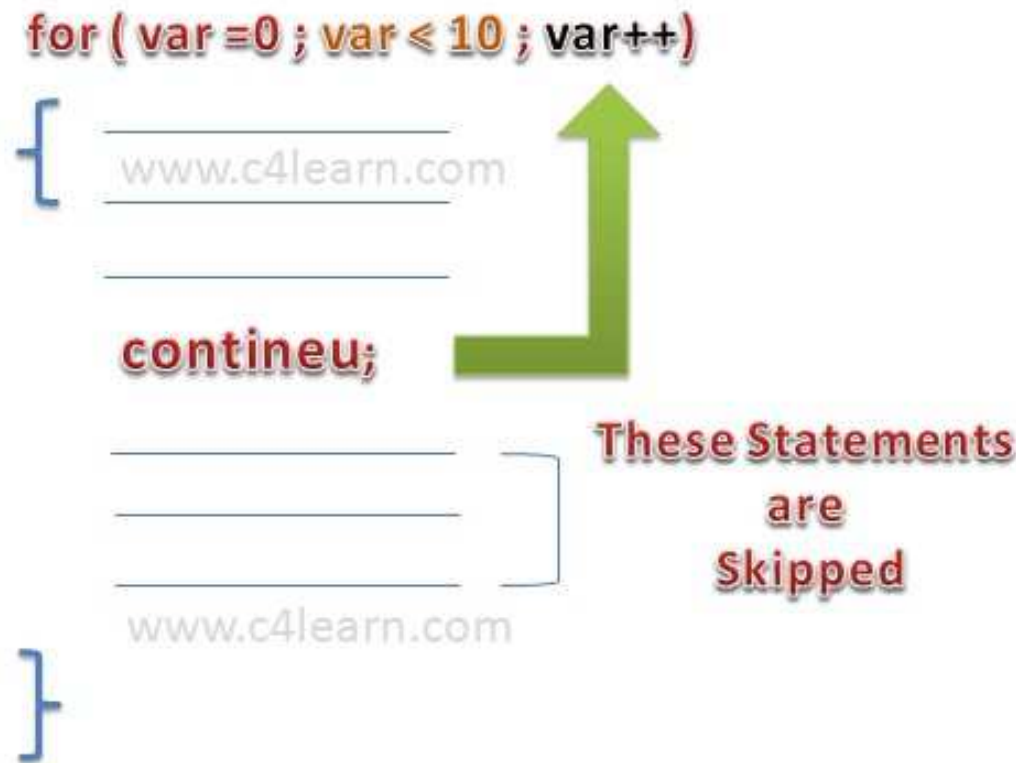 for ( var =0 ; var < 10 ; var++)
{
www.c4learn.com
contineu;
These Statements
are
Skipped
www.c4learn.com
}